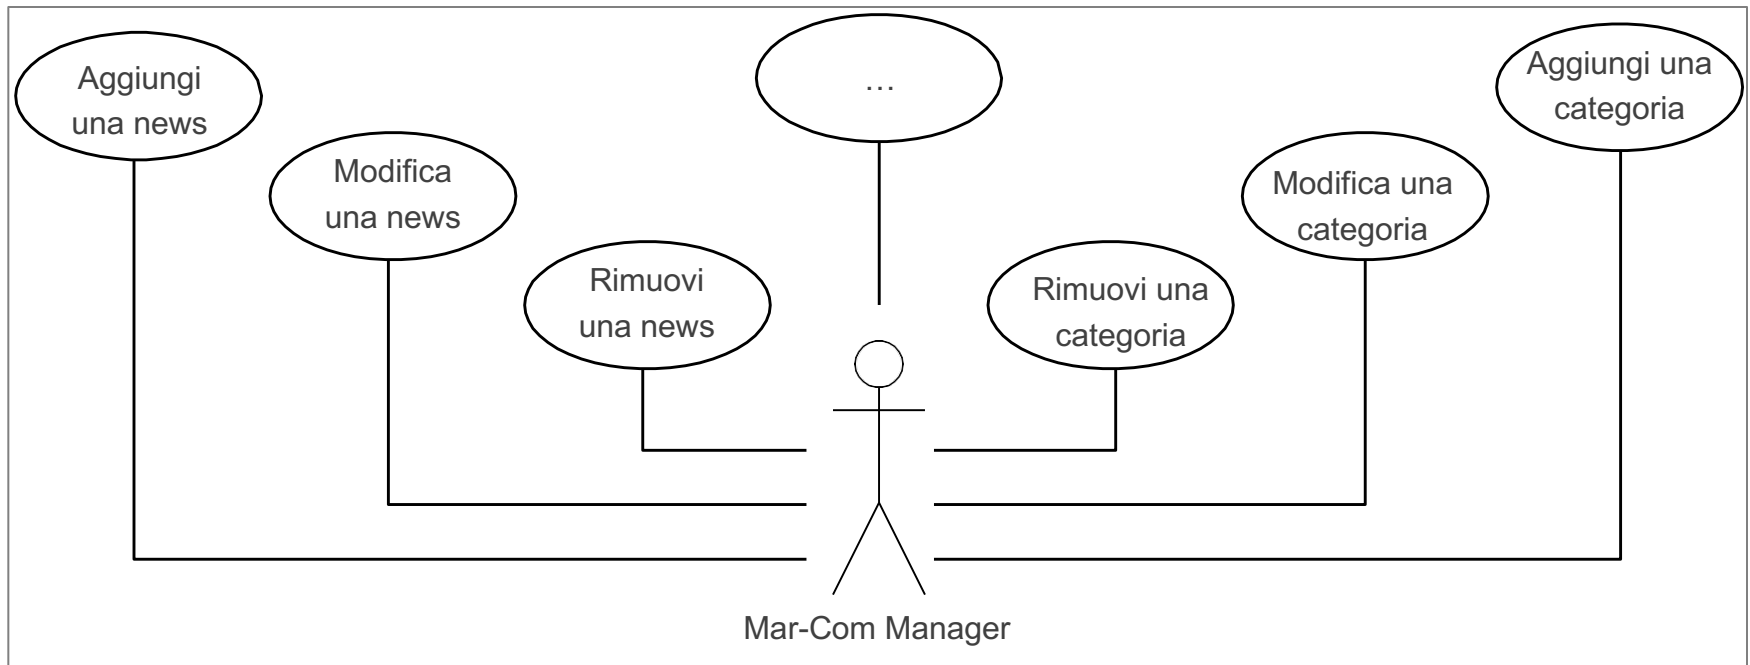 Aggiungi
una news
Modifica
una news
Rimuovi
una news
...
Rimuovi una
categoria
Modifica una
categoria
Aggiungi una
categoria
Mar-Com Manager